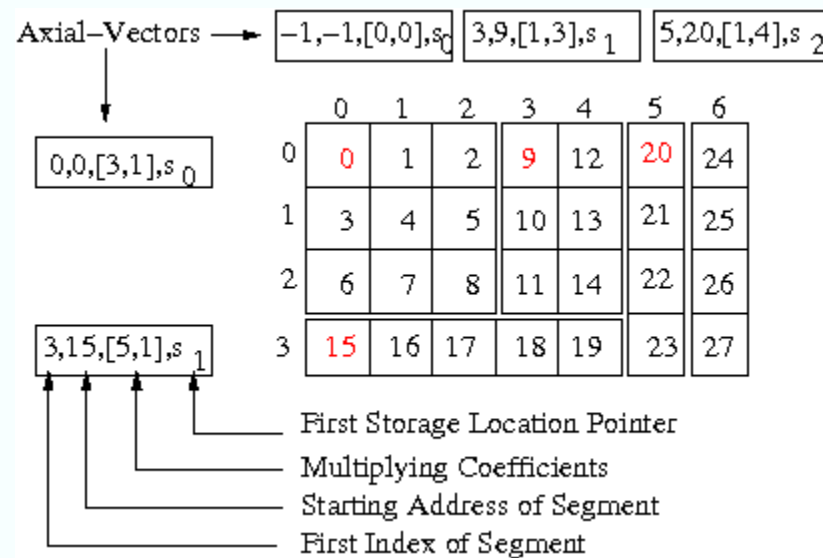 Axial-Vectors
-1,-1,[0,0],s0
3,9,[1,3],s1
5,20,[1,4],s2
0 1 2 3 4 5 6
0,0,[3,1],s0
0 0 1 2 9 12 20 24
1 3 4 5 10 13 21 25
2 6 7 8 11 14 22 26
3,15,[5,1],s1
3 15 16 17 18 19 23 27
First Storage Location Pointer
Multiplying Coefficients
Starting Address of Segment
First Index of Segment